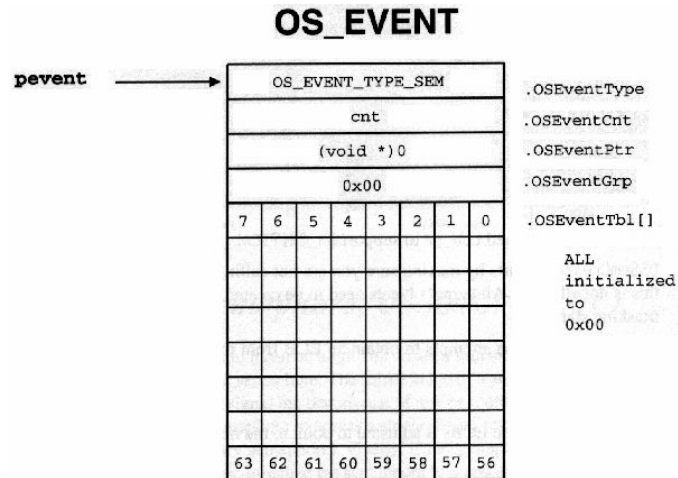 OS_EVENT
pevent
OS_EVENT_TYPE_SEM
.OSEventType
cnt
.OSEventCnt
(void *)0
.OSEventPtr
0x00
.OSEventGrp
7 6 5 4 3 2 1 0
.OSEventTbl[]
ALL
initialized
to
0x00
63 62 61 60 59 58 57 56